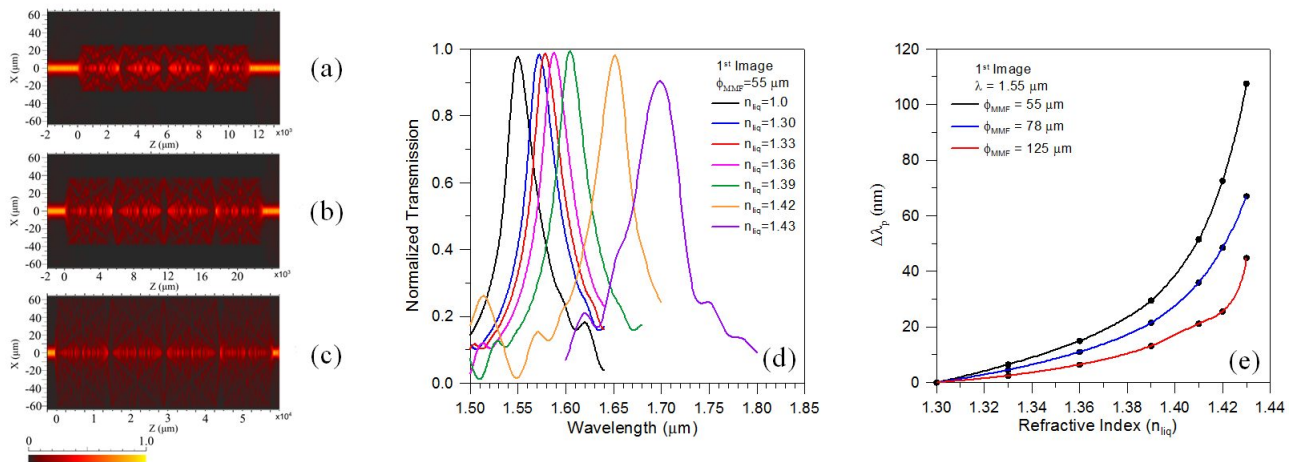 60
40
20
0
-20
-40
-60
X (μm)
-2 0 2 4 6 8 10 12 x10³
Z (μm)
(a)
60
40
20
0
-20
-40
-60
X (μm)
-2 0 4 8 12 16 20 x10³
Z (μm)
(b)
60
40
20
0
-20
-40
-60
X (μm)
0 1 2 3 4 5 x10⁴
Z (μm)
(c)
0 1.0
1.0
0.8
0.6
0.4
0.2
0.0
Normalized Transmission
1st Image
ϕMMF=55 μm
nliq=1.0
nliq=1.30
nliq=1.33
nliq=1.36
nliq=1.39
nliq=1.42
nliq=1.43
(d)
1.50 1.55 1.60 1.65 1.70 1.75 1.80 1.85
Wavelength (μm)
120
100
80
60
40
20
0
Δλp (nm)
1st Image
λ = 1.55 μm
ϕMMF = 55 μm
ϕMMF = 78 μm
ϕMMF = 125 μm
(e)
1.30 1.32 1.34 1.36 1.38 1.40 1.42 1.44
Refractive Index (nliq)